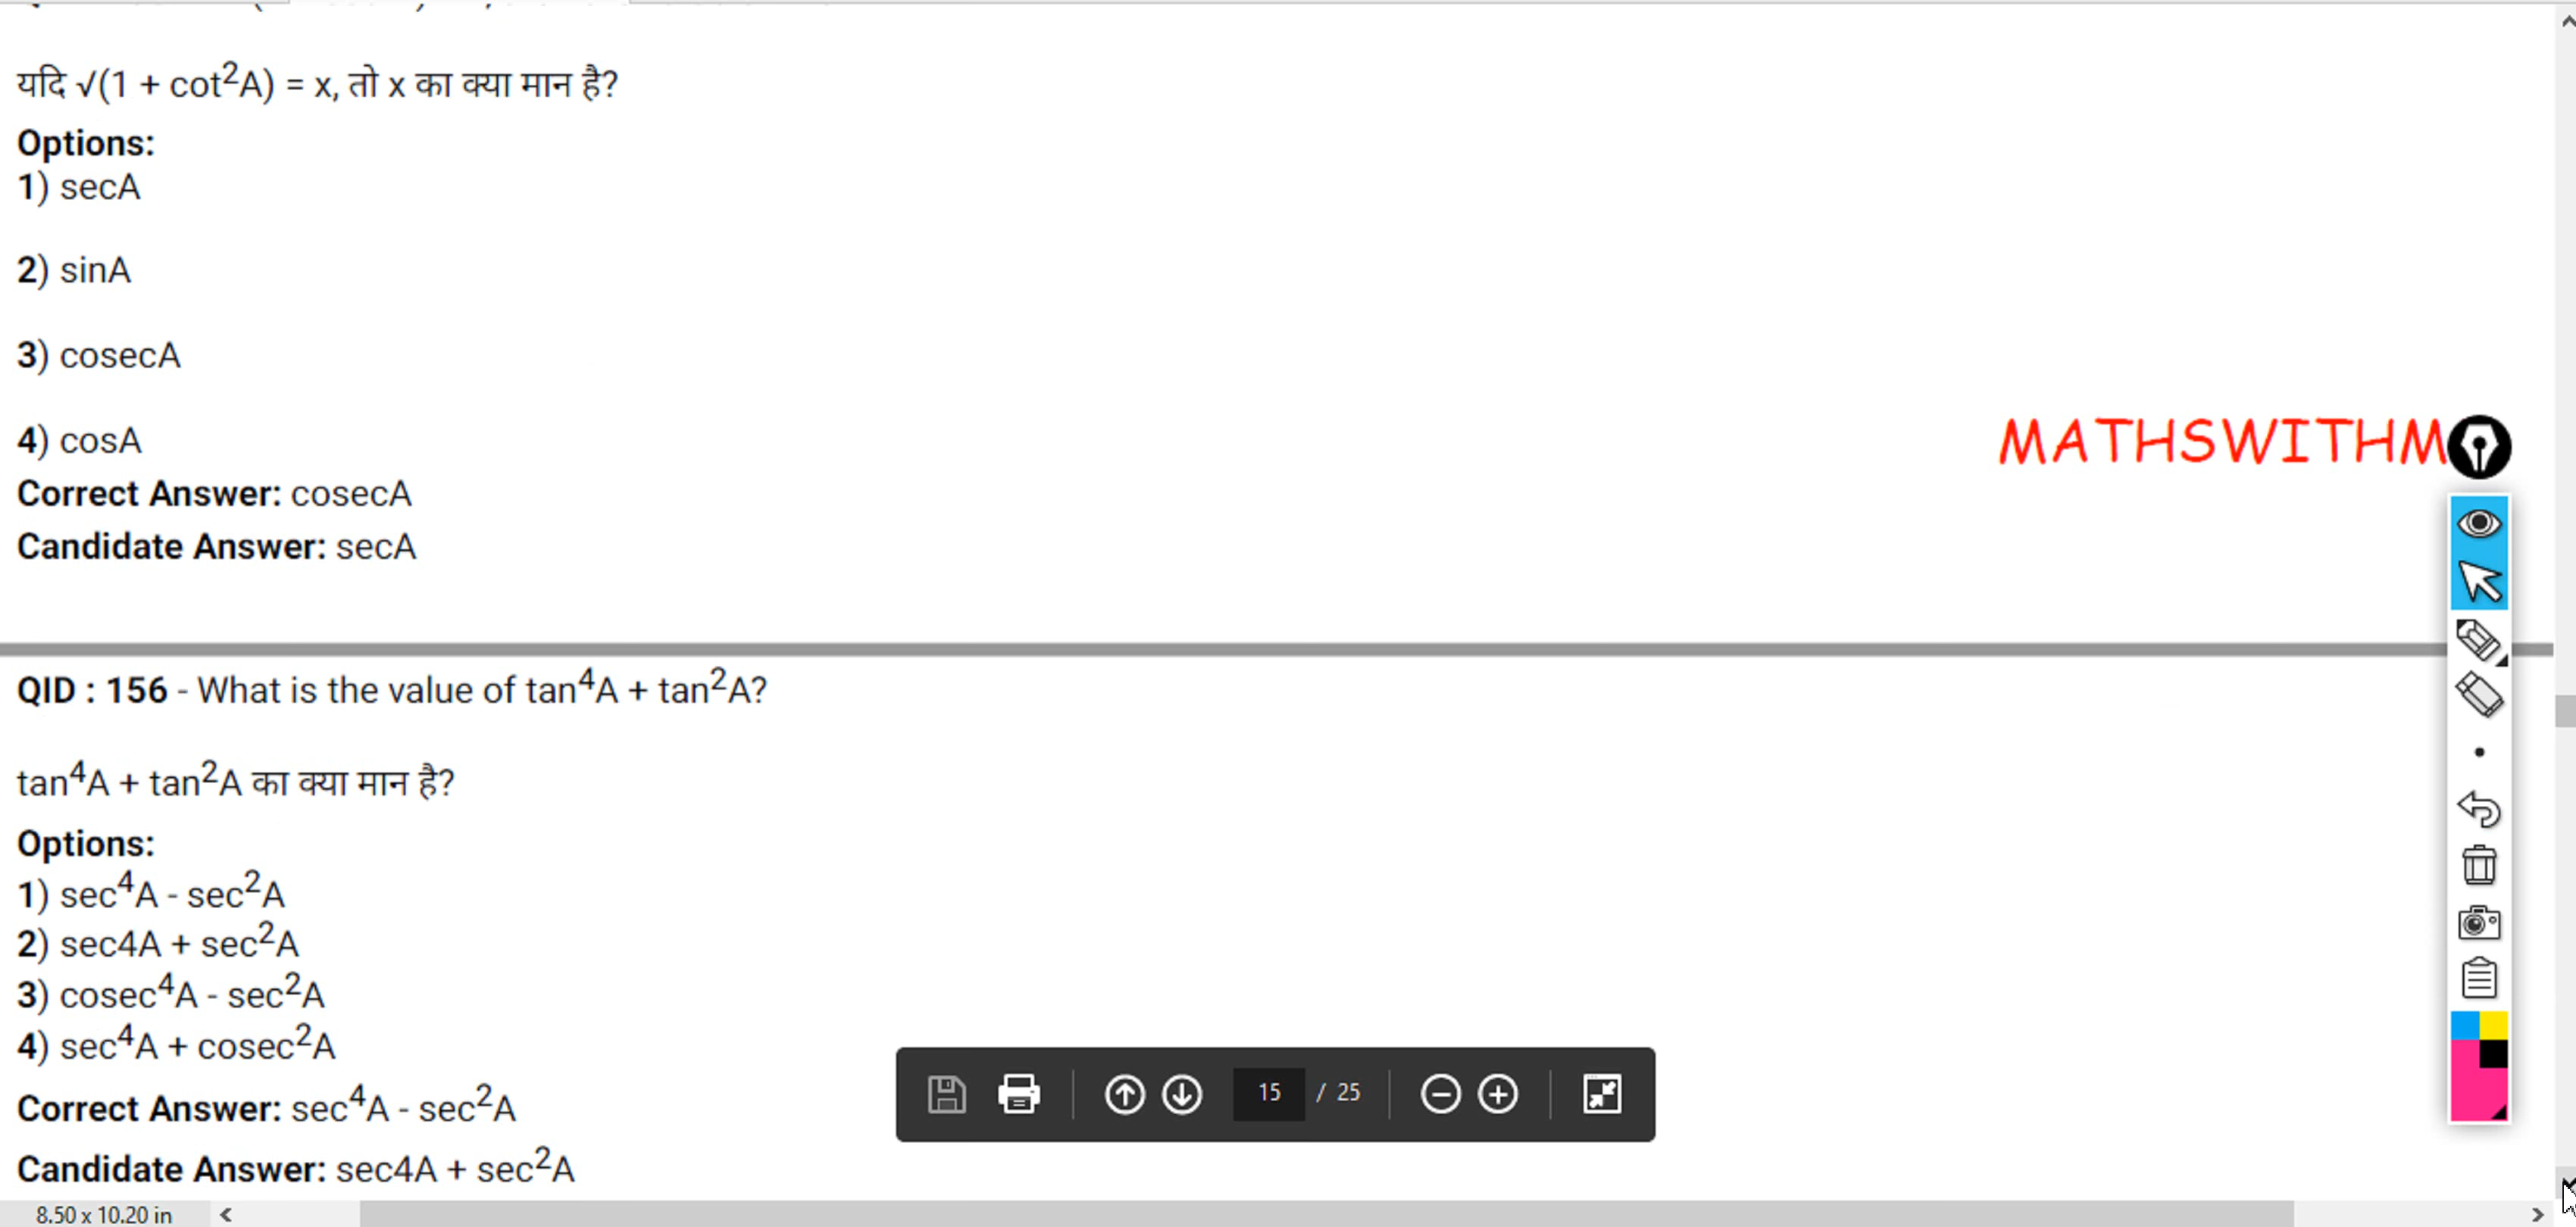 यदि √(1 + cot²A) = x, तो x का क्या मान है?
Options:
1) secA
2) sinA
3) cosecA
4) cosA
MATHSWITHM
Correct Answer: cosecA
Candidate Answer: secA
QID : 156 - What is the value of tan⁴A + tan²A?
tan⁴A + tan²A का क्या मान है?
Options:
1) sec⁴A - sec²A
2) sec4A + sec²A
3) cosec⁴A - sec²A
4) sec⁴A + cosec²A
15 / 25
Correct Answer: sec⁴A - sec²A
Candidate Answer: sec4A + sec²A
8.50 x 10.20 in